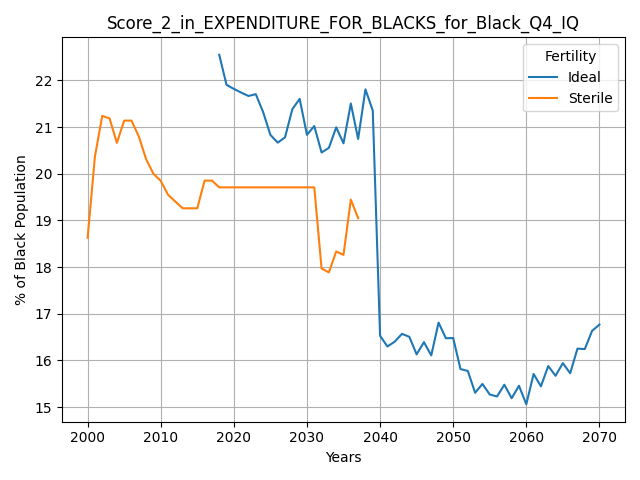 Score_2_in_EXPENDITURE_FOR_BLACKS_for_Black_Q4_IQ
Fertility
Ideal
Sterile
% of Black Population
22
21
20
19
18
17
16
15
2000 2010 2020 2030 2040 2050 2060 2070
Years